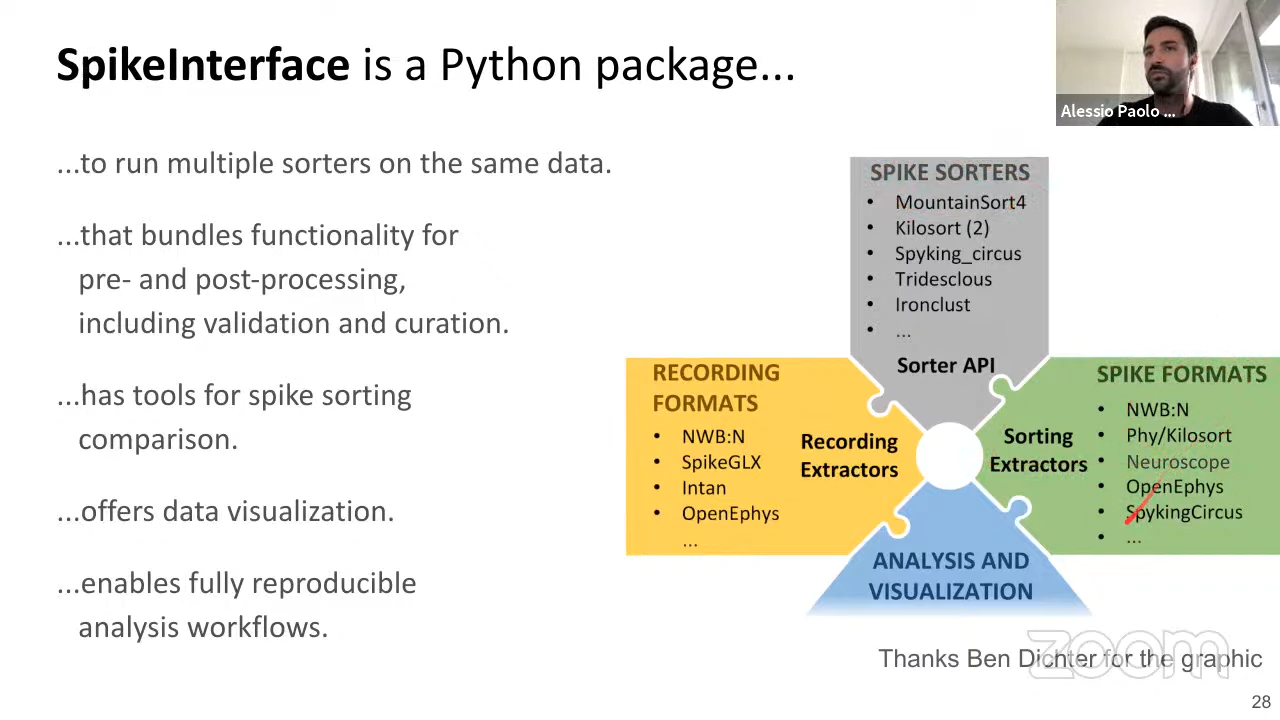 SpikeInterface is a Python package...
Alessio Paolo ...
...to run multiple sorters on the same data.
...that bundles functionality for
pre- and post-processing,
including validation and curation.
...has tools for spike sorting
comparison.
...offers data visualization.
...enables fully reproducible
analysis workflows.
SPIKE SORTERS
• MountainSort4
• Kilosort (2)
• Spyking_circus
• Tridesclous
• Ironclust
• ...
Sorter API
RECORDING
FORMATS
• NWB:N
• SpikeGLX
• Intan
• OpenEphys
...
Recording
Extractors
Sorting
Extractors
SPIKE FORMATS
• NWB:N
• Phy/Kilosort
• Neuroscope
• OpenEphys
• SpykingCircus
• ...
ANALYSIS AND
VISUALIZATION
Thanks Ben Dichter for the graphic
zoom
28